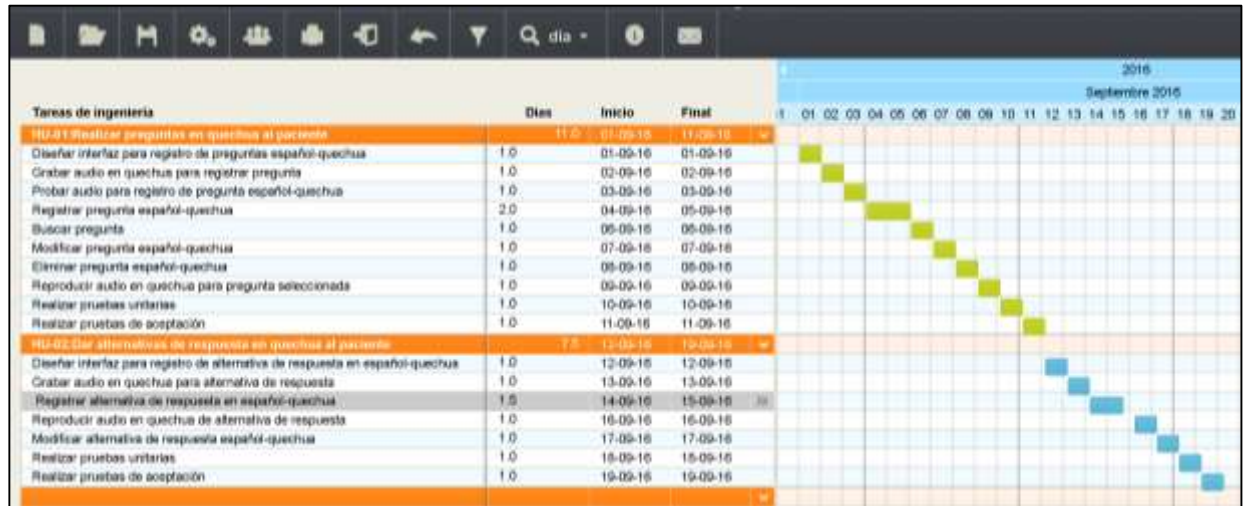 día
2016
Septiembre 2016
Tareas de ingeniería Dias Inicio Final 1 01 02 03 04 05 06 07 08 09 10 11 12 13 14 15 16 17 18 19 20
HU-01:Realizar preguntas en quechua al paciente 11.0 01-09-16 11-09-16
Diseñar interfaz para registro de preguntas español-quechua 1.0 01-09-16 01-09-16
Grabar audio en quechua para registrar pregunta 1.0 02-09-16 02-09-16
Probar audio para registro de pregunta español-quechua 1.0 03-09-16 03-09-16
Registrar pregunta español-quechua 2.0 04-09-16 05-09-16
Buscar pregunta 1.0 06-09-16 06-09-16
Modificar pregunta español-quechua 1.0 07-09-16 07-09-16
Eliminar pregunta español-quechua 1.0 08-09-16 08-09-16
Reproducir audio en quechua para pregunta seleccionada 1.0 09-09-16 09-09-16
Realizar pruebas unitarias 1.0 10-09-16 10-09-16
Realizar pruebas de aceptación 1.0 11-09-16 11-09-16
HU-02:Dar alternativas de respuesta en quechua al paciente 7.5 12-09-16 19-09-16
Diseñar interfaz para registro de alternativa de respuesta en español-quechua 1.0 12-09-16 12-09-16
Grabar audio en quechua para alternativa de respuesta 1.0 13-09-16 13-09-16
Registrar alternativa de respuesta en español-quechua 1.5 14-09-16 15-09-16
Reproducir audio en quechua de alternativa de respuesta 1.0 16-09-16 16-09-16
Modificar alternativa de respuesta español-quechua 1.0 17-09-16 17-09-16
Realizar pruebas unitarias 1.0 18-09-16 18-09-16
Realizar pruebas de aceptación 1.0 19-09-16 19-09-16